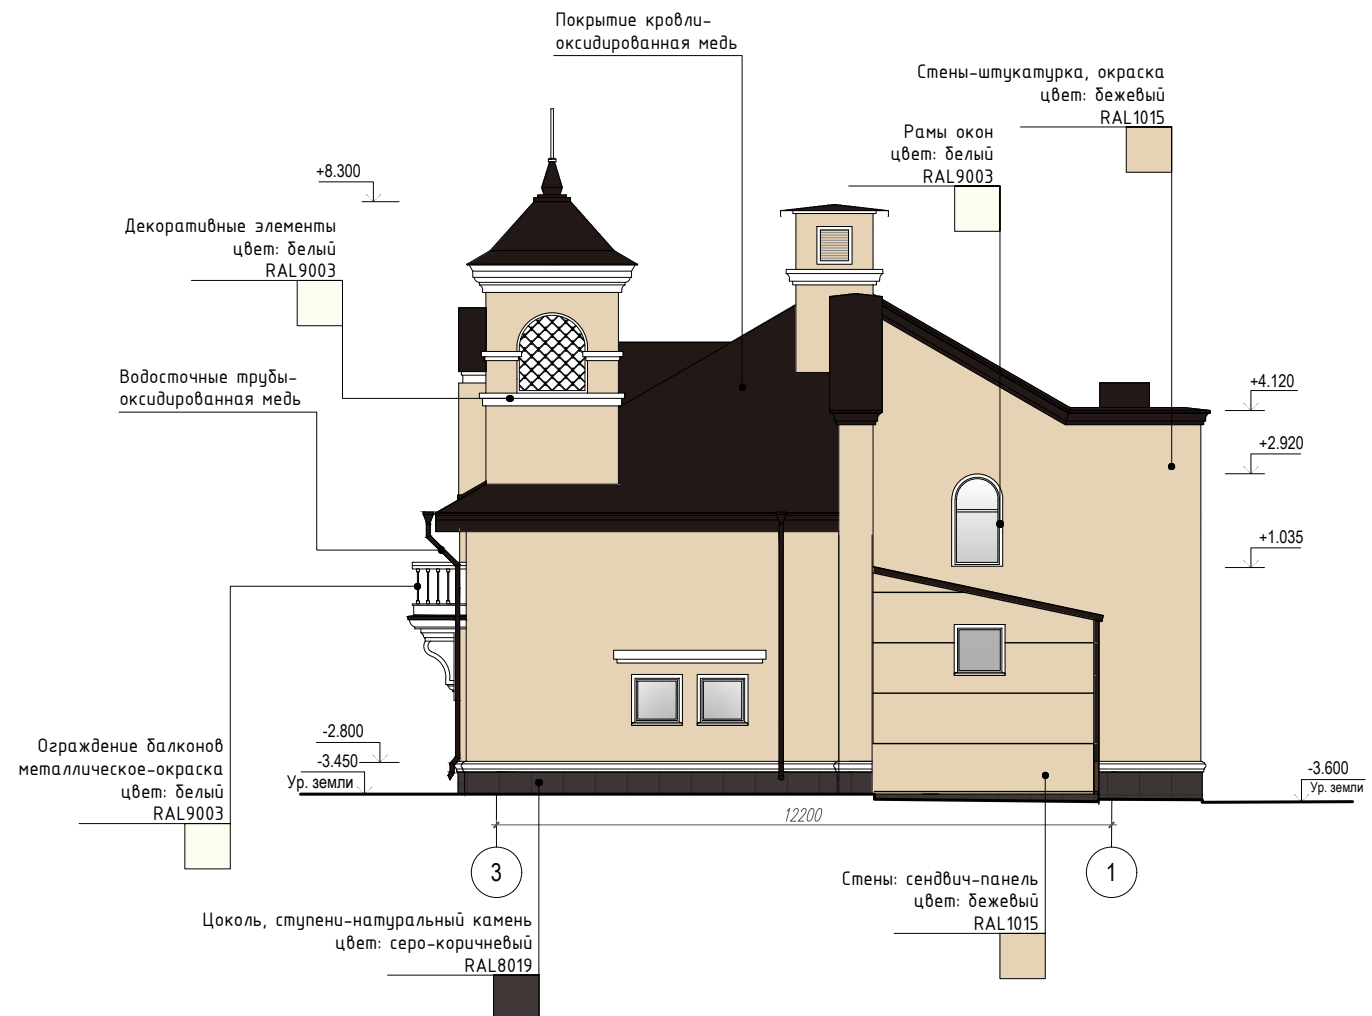 Покрытие кровли-
оксидированная медь
Стены-штукатурка, окраска
цвет: бежевый
RAL1015
Рамы окон
цвет: белый
RAL9003
+8.300
Декоративные элементы
цвет: белый
RAL9003
Водосточные трубы-
оксидированная медь
+4.120
+2.920
+1.035
Ограждение балконов
металлическое-окраска
цвет: белый
RAL9003
-2.800
-3.450
Ур. земли
-3.600
Ур. земли
12200
3
1
Стены: сендвич-панель
цвет: бежевый
RAL1015
Цоколь, ступени-натуральный камень
цвет: серо-коричневый
RAL8019